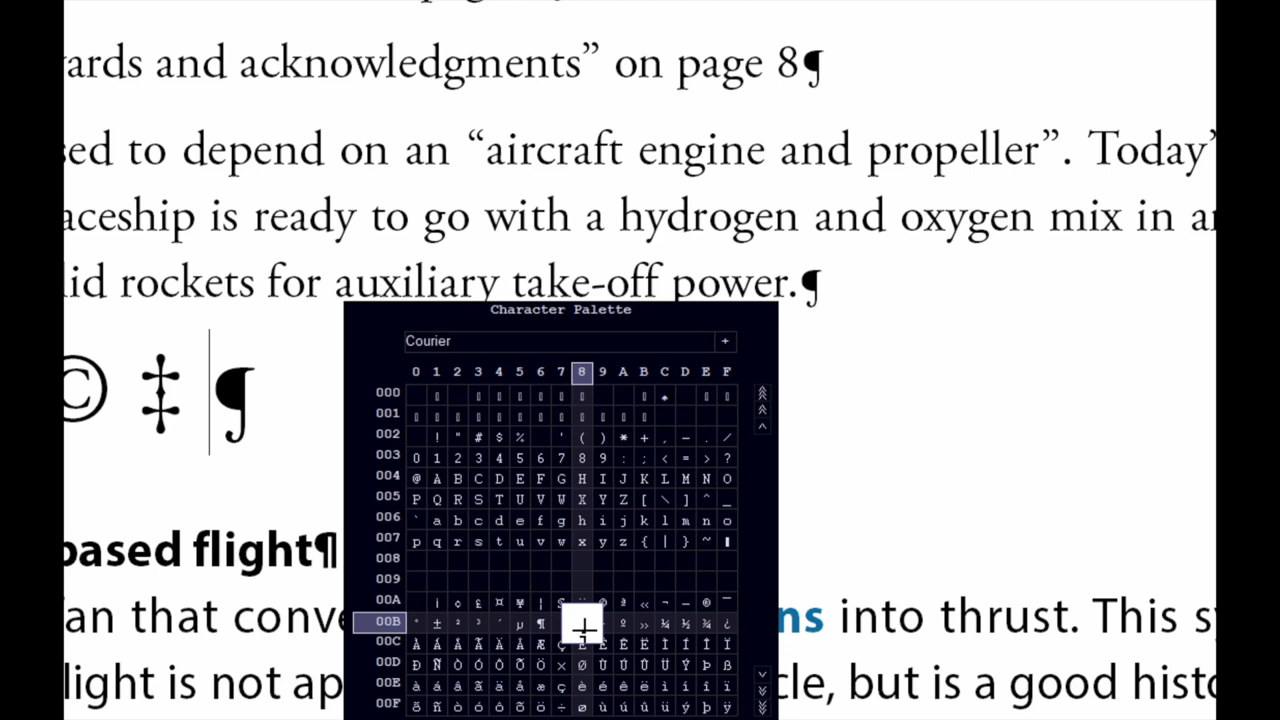 yards and acknowledgments” on page 8¶
sed to depend on an “aircraft engine and propeller”. Today’
aceship is ready to go with a hydrogen and oxygen mix in a
lid rockets for auxiliary take-off power.¶
© ‡ ¶
based flight¶
an that conve
ns into thrust. This s
light is not ap
cle, but is a good histo
Character Palette
Courier +
0 1 2 3 4 5 6 7 8 9 A B C D E F
000
001
002 ! " # $ % ' ( ) * + , - . /
003 0 1 2 3 4 5 6 7 8 9 : ; < = > ?
004 @ A B C D E F G H I J K L M N O
005 P Q R S T U V W X Y Z [ \ ] ^ _
006 ` a b c d e f g h i j k l m n o
007 p q r s t u v w x y z { | } ~
008
009
00A ¡ ¢ £ ¤ ¥ ¦ § ¨ © ª « ¬ - ® ¯
00B ° ± ² ³ ´ µ ¶ ¸ º » ¼ ½ ¾ ¿
00C À Á Â Ã Ä Å Æ Ç È É Ê Ë Ì Í Î Ï
00D Ð Ñ Ò Ó Ô Õ Ö × Ø Ù Ú Û Ü Ý Þ ß
00E à á â ã ä å æ ç è é ê ë ì í î ï
00F ð ñ ò ó ô õ ö ÷ ø ù ú û ü ý þ ÿ